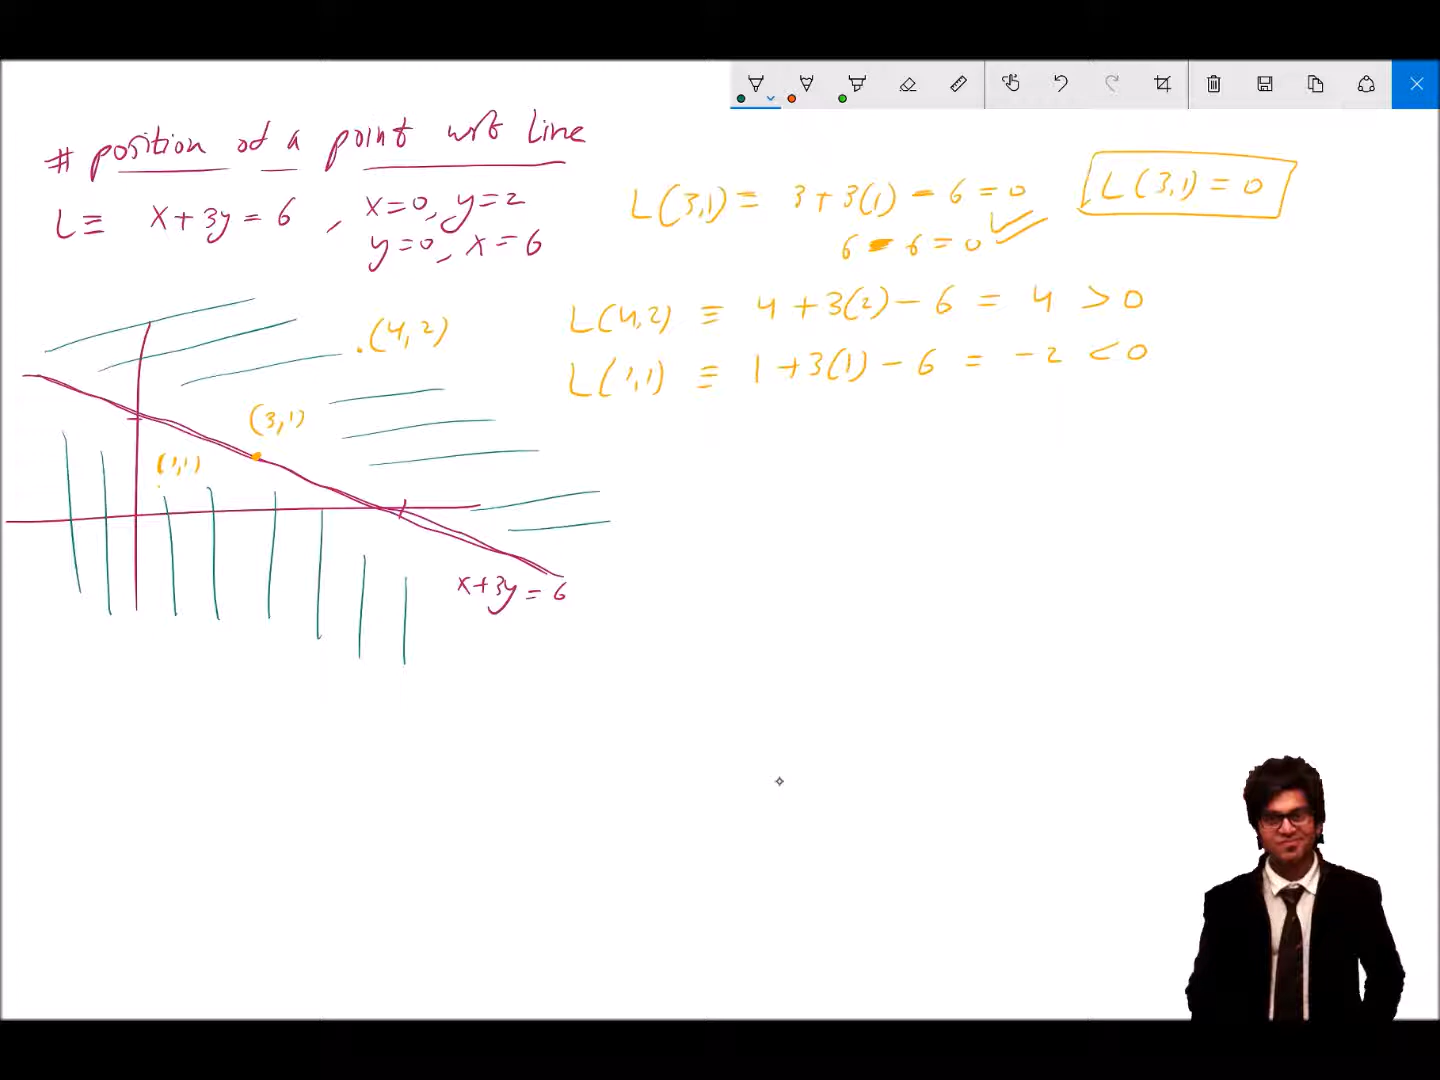 # position of a point wrt Line
L ≡ x + 3y = 6 , x=0, y=2
y=0, x=6
L(3,1) ≡ 3 + 3(1) - 6 = 0
6 - 6 = 0
L(3,1) = 0
L(4,2) ≡ 4 + 3(2) - 6 = 4 > 0
L(1,1) ≡ 1 + 3(1) - 6 = -2 < 0
.(4,2)
(3,1)
(1,1)
x+3y = 6